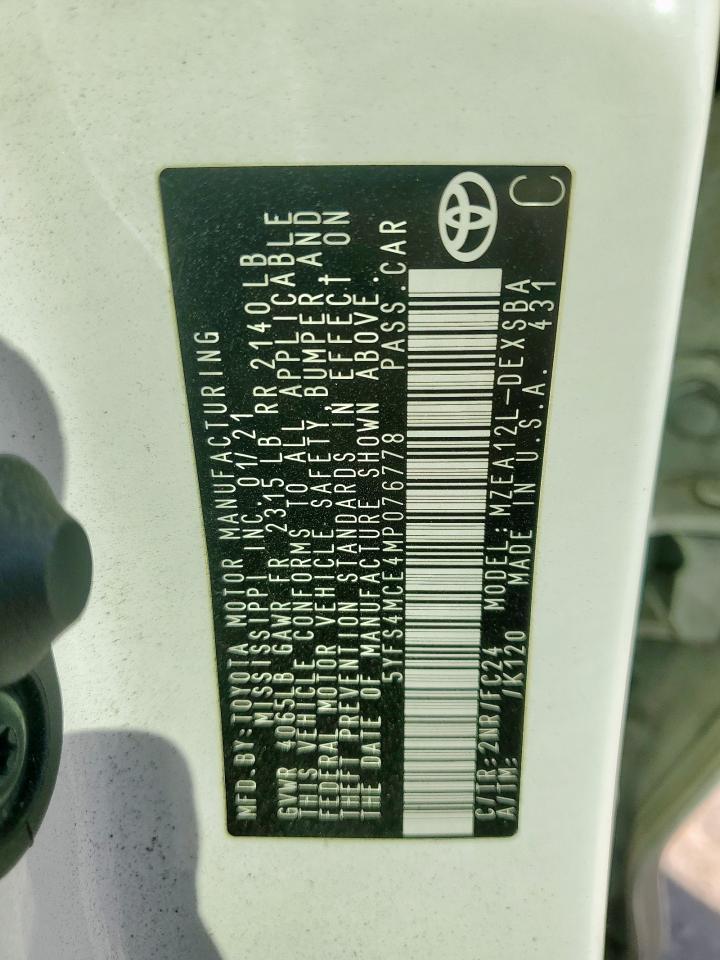 MFD.BY:TOYOTA MOTOR MANUFACTURING
MISSISSIPPI INC.01/21
GVWR 4065LB GAWR FR 2315 LB RR 2140 LB
THIS VEHICLE CONFORMS TO ALL APPLICABLE
FEDERAL MOTOR VEHICLE SAFETY,BUMPER AND
THEFT PREVENTION STANDARDS IN EFFECT ON
THE DATE OF MANUFACTURE SHOWN ABOVE.
5YFS4MCE4MP076778 PASS.CAR
C/TR:2NR/FC24 MODEL:MZEA12L-DEXSBA
A/TM: /K120 MADE IN U.S.A. 431
C